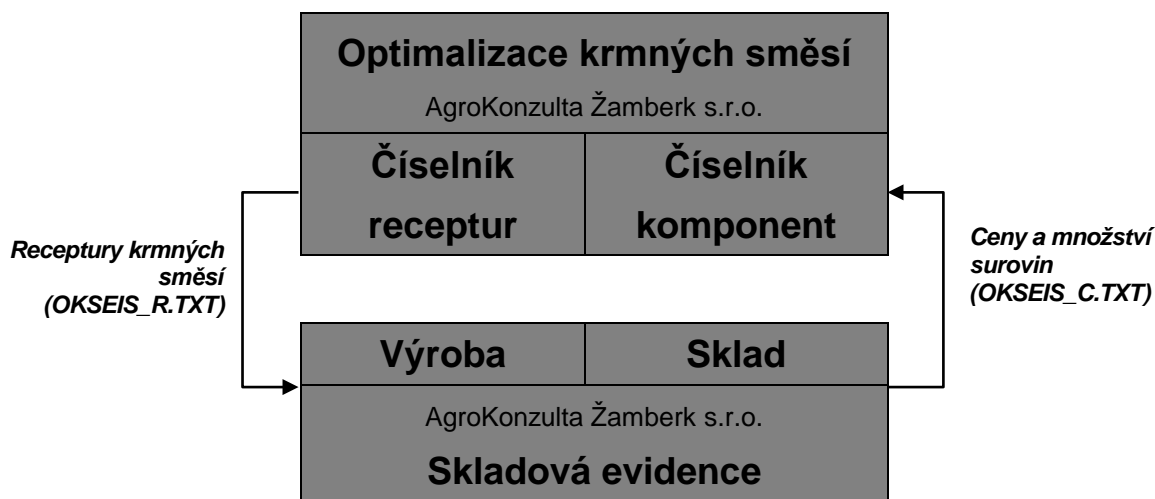 Optimalizace krmných směsí
AgroKonzulta Žamberk s.r.o.
Číselník
receptur
Číselník
komponent
Receptury krmných
směsí
(OKSEIS_R.TXT)
Ceny a množství
surovin
(OKSEIS_C.TXT)
Výroba
Sklad
AgroKonzulta Žamberk s.r.o.
Skladová evidence